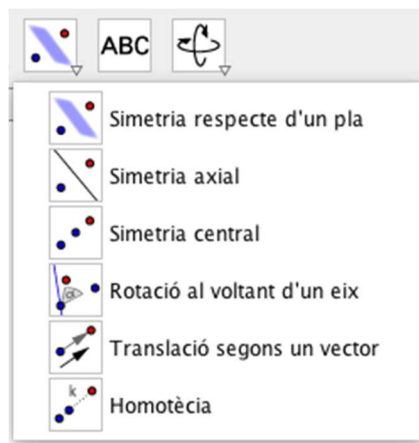 ABC
Simetria respecte d'un pla
Simetria axial
Simetria central
Rotació al voltant d'un eix
Translació segons un vector
k
Homotècia